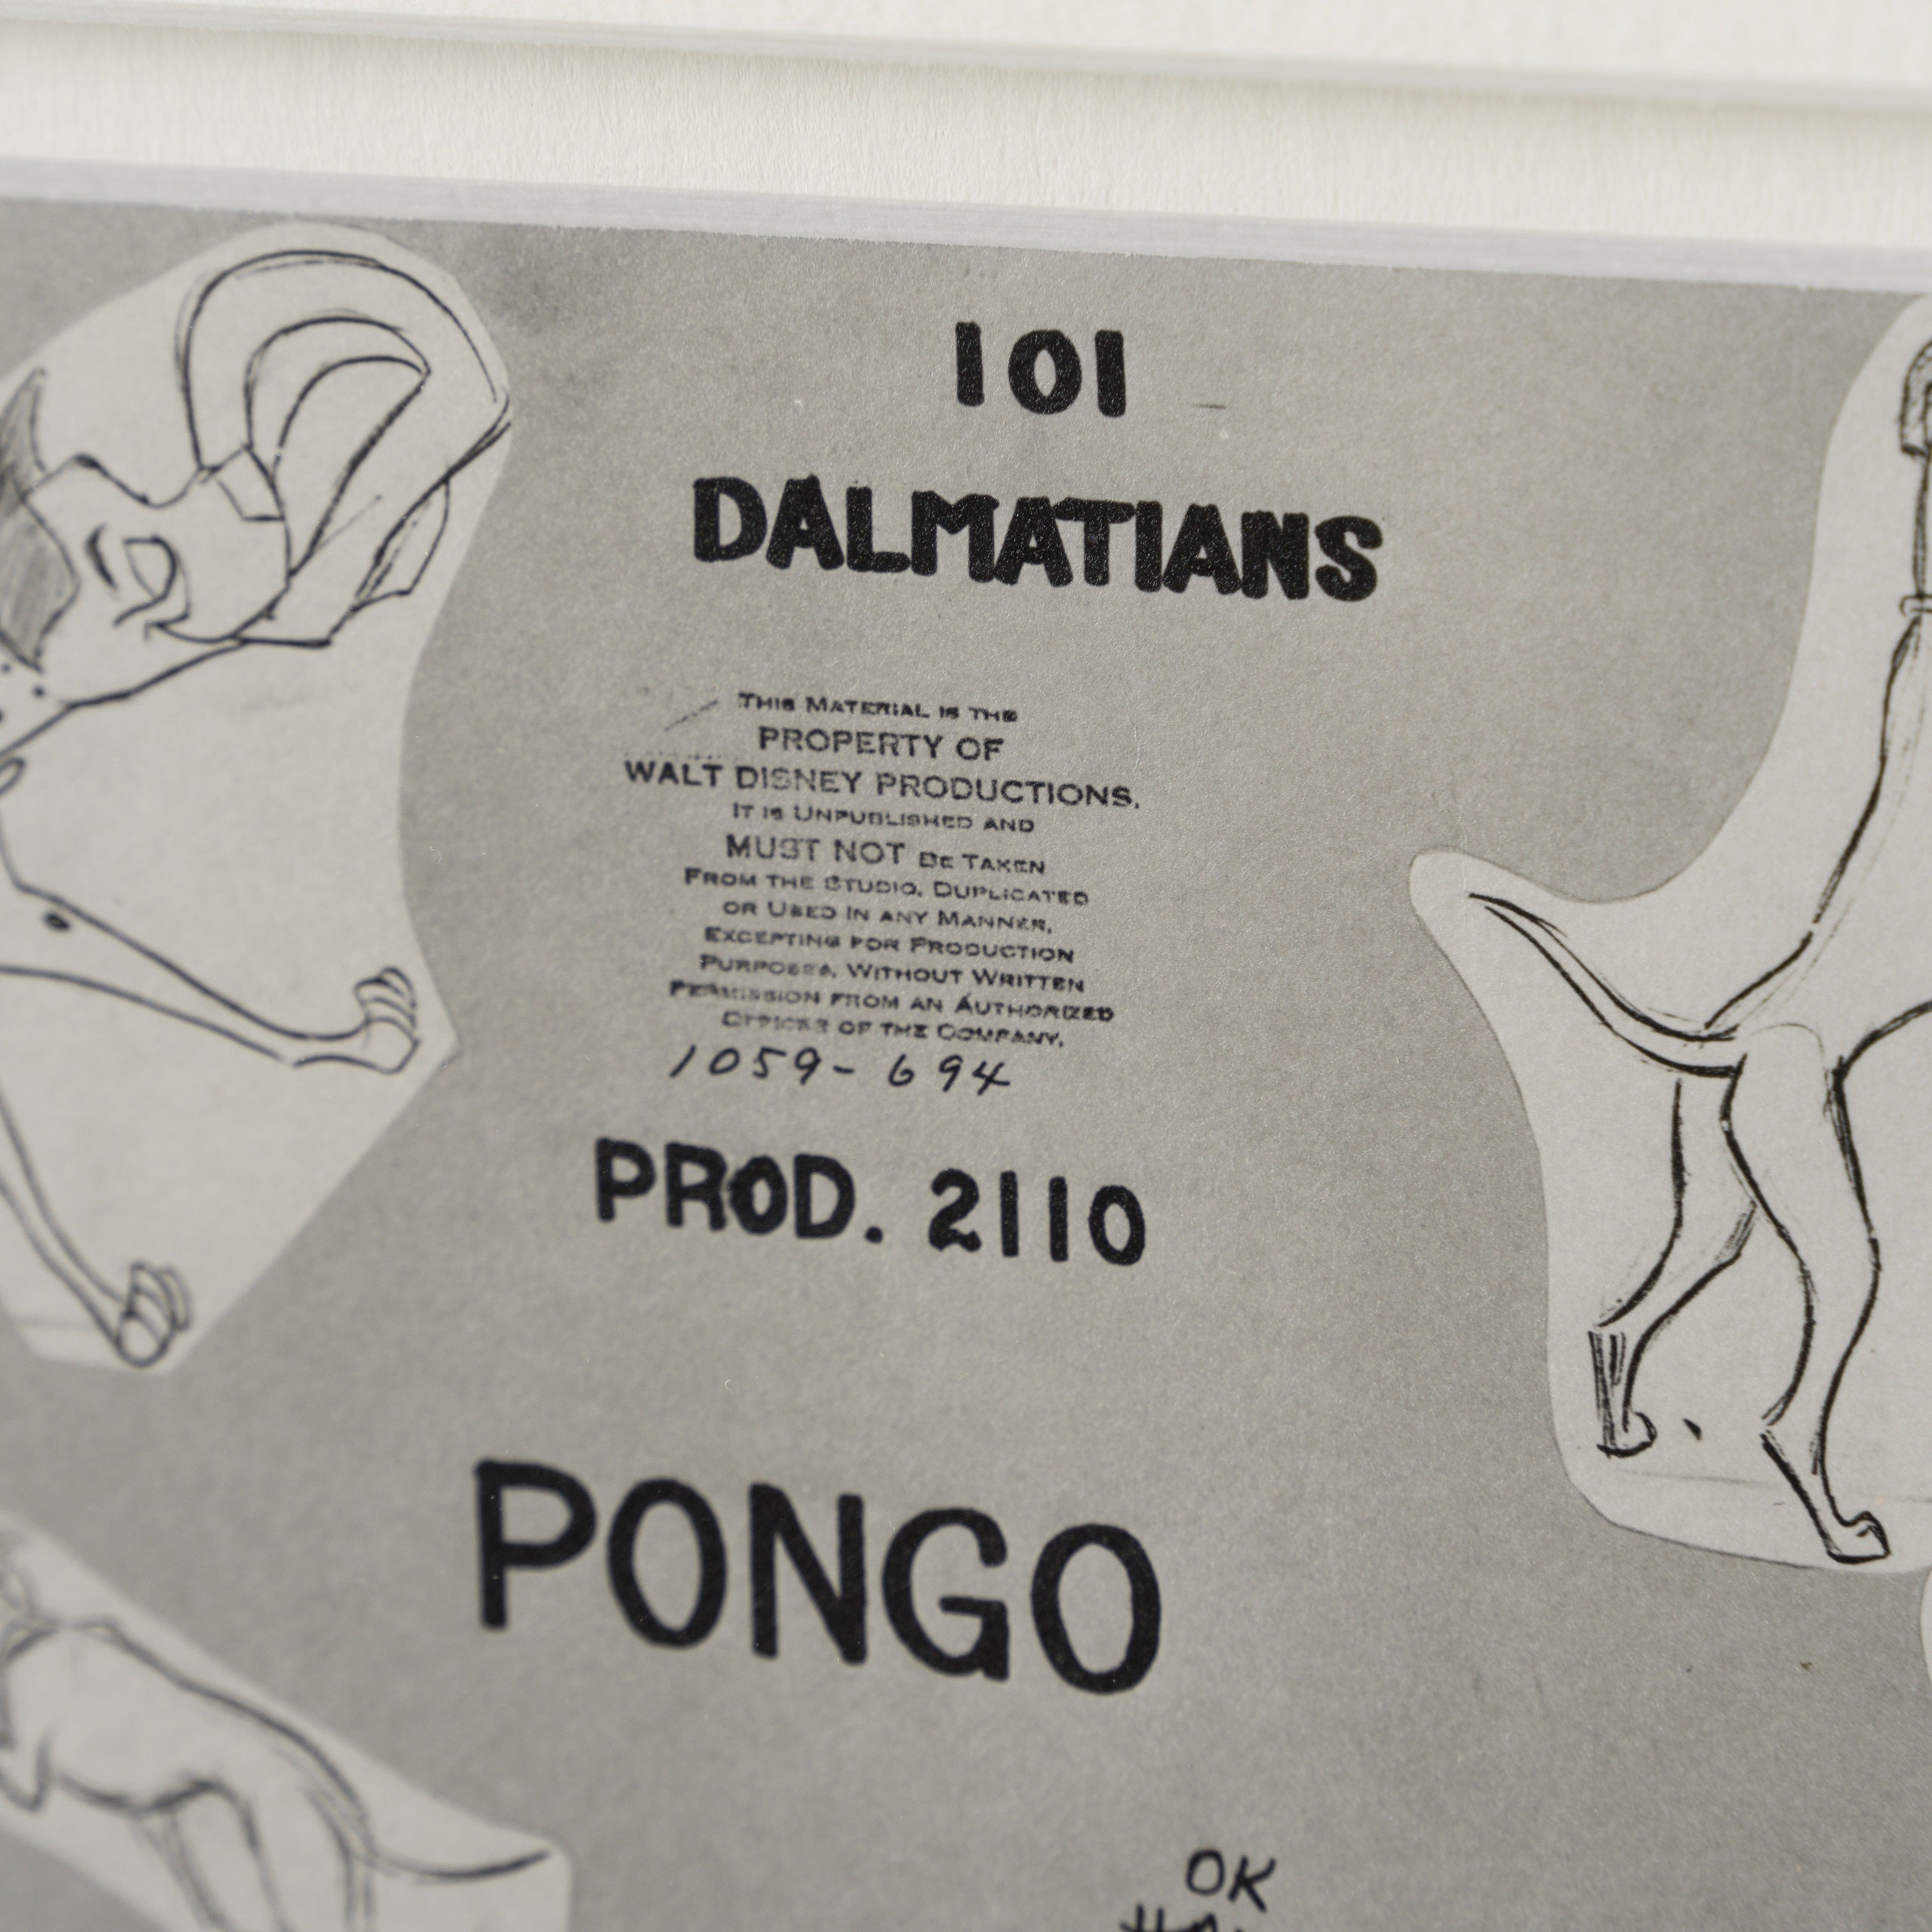 101
DALMATIANS
THIS MATERIAL IS THE
PROPERTY OF
WALT DISNEY PRODUCTIONS.
IT IS UNPUBLISHED AND
MUST NOT BE TAKEN
FROM THE STUDIO, DUPLICATED
OR USED IN ANY MANNER,
EXCEPTING FOR PRODUCTION
PURPOSES, WITHOUT WRITTEN
PERMISSION FROM AN AUTHORIZED
OFFICER OF THE COMPANY.
1059-694
PROD. 2110
PONGO
OK